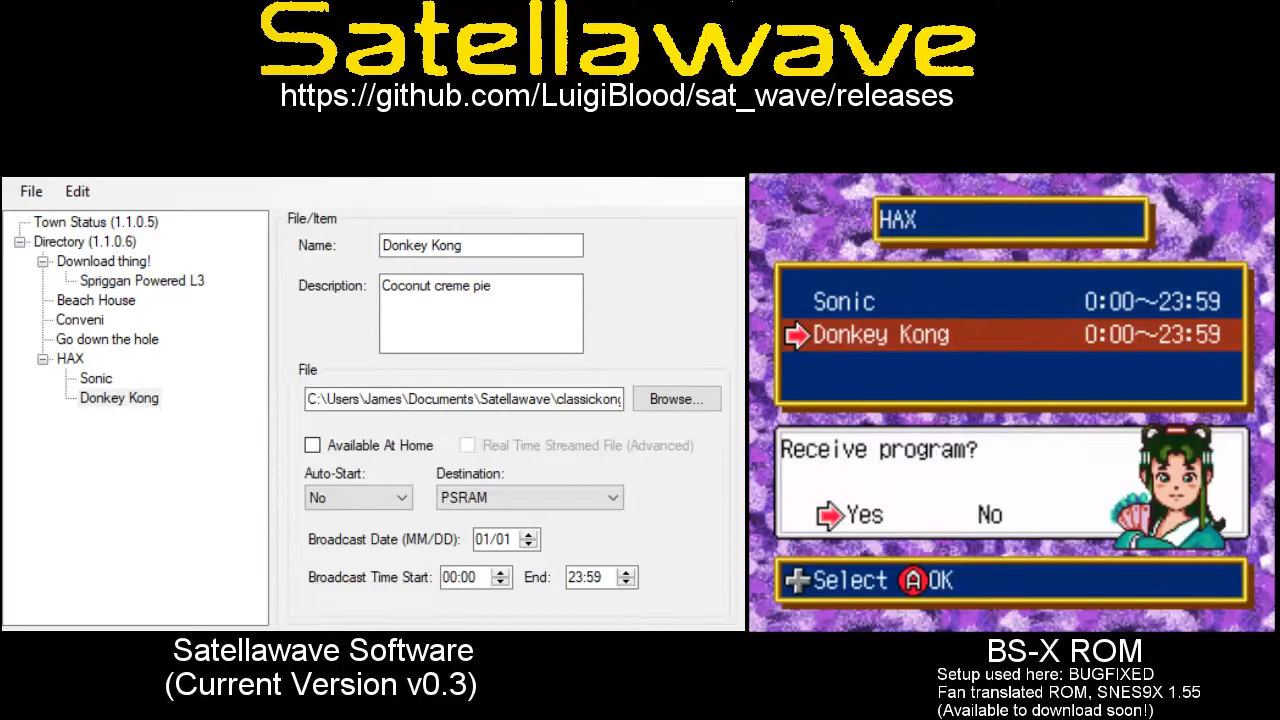 Satellawave
https://github.com/LuigiBlood/sat_wave/releases
File Edit
Town Status (1.1.0.5)
Directory (1.1.0.6)
Download thing!
Spriggan Powered L3
Beach House
Conveni
Go down the hole
HAX
Sonic
Donkey Kong
File/Item
Name: Donkey Kong
Description: Coconut creme pie
File
C:\Users\James\Documents\Satellawave\classickong Browse...
Available At Home Real Time Streamed File (Advanced)
Auto-Start: Destination:
No PSRAM
Broadcast Date (MM/DD): 01/01
Broadcast Time Start: 00:00 End: 23:59
HAX
Sonic 0:00～23:59
Donkey Kong 0:00～23:59
Receive program?
Yes No
Select A OK
Satellawave Software
(Current Version v0.3)
BS-X ROM
Setup used here: BUGFIXED
Fan translated ROM, SNES9X 1.55
(Available to download soon!)